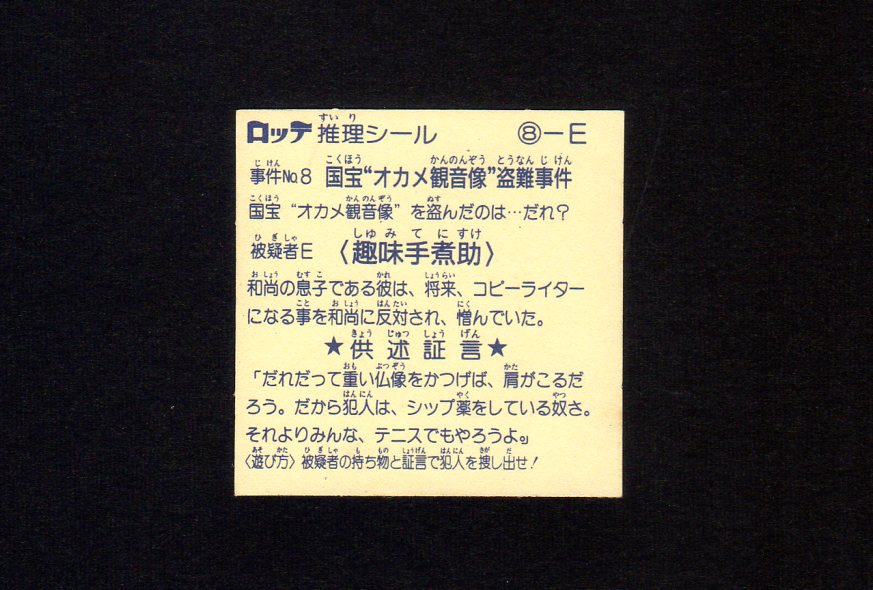 ロッテ 推理シール ⑧－E
事件No.8 国宝“オカメ観音像”盗難事件
国宝 “オカメ観音像” を盗んだのは…だれ？
被疑者E 〈趣味手煮助〉
和尚の息子である彼は、将来、コピーライター
になる事を和尚に反対され、憎んでいた。
★供述証言★
「だれだって重い仏像をかつげば、肩がこるだ
ろう。だから犯人は、シップ薬をしている奴さ。
それよりみんな、テニスでもやろうよ。』
〈遊び方〉被疑者の持ち物と証言で犯人を捜し出せ！